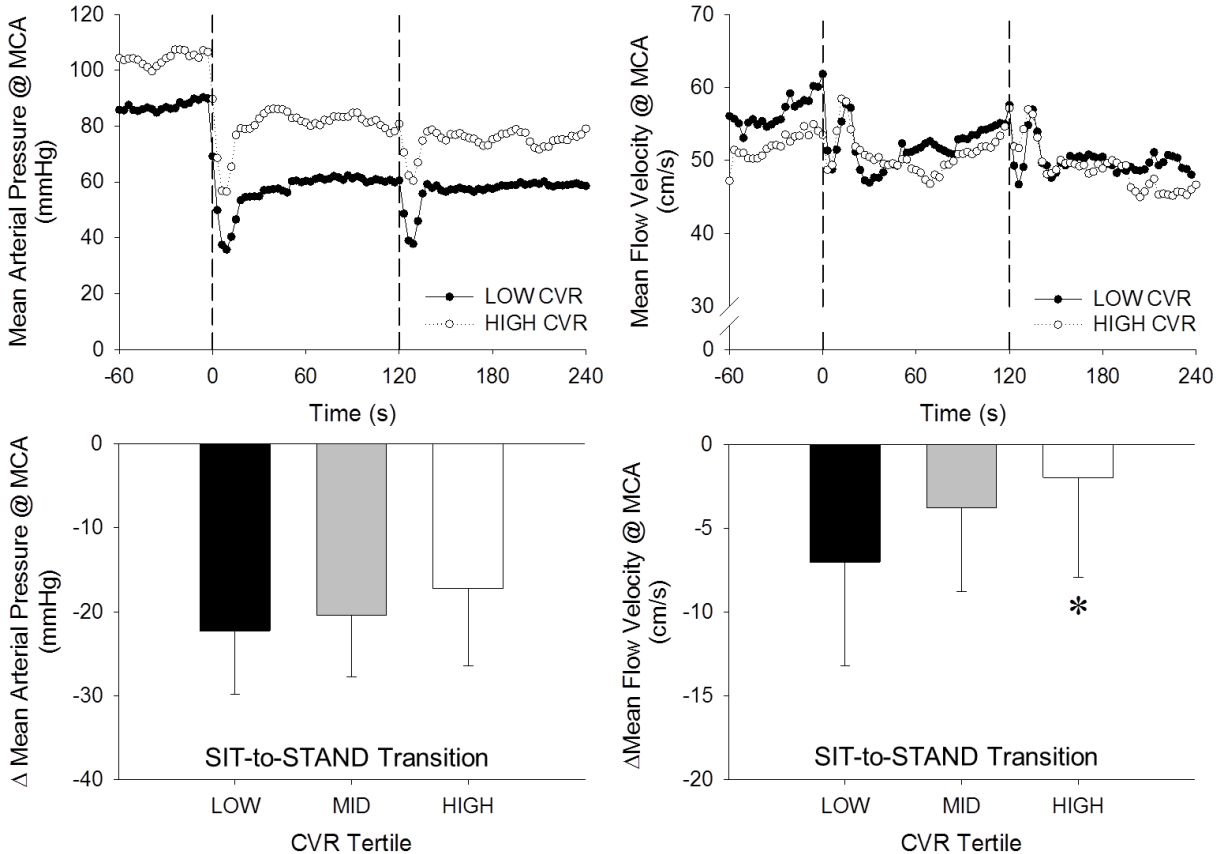 Mean Arterial Pressure @ MCA
(mmHg)
120
100
80
60
40
20
0
LOW CVR
HIGH CVR
-60 0 60 120 180 240
Time (s)
Mean Flow Velocity @ MCA
(cm/s)
70
60
50
40
30
0
LOW CVR
HIGH CVR
-60 0 60 120 180 240
Time (s)
Δ Mean Arterial Pressure @ MCA
(mmHg)
0
-10
-20
-30
-40
SIT-to-STAND Transition
LOW MID HIGH
CVR Tertile
ΔMean Flow Velocity @ MCA
(cm/s)
0
-5
-10
-15
-20
*
SIT-to-STAND Transition
LOW MID HIGH
CVR Tertile